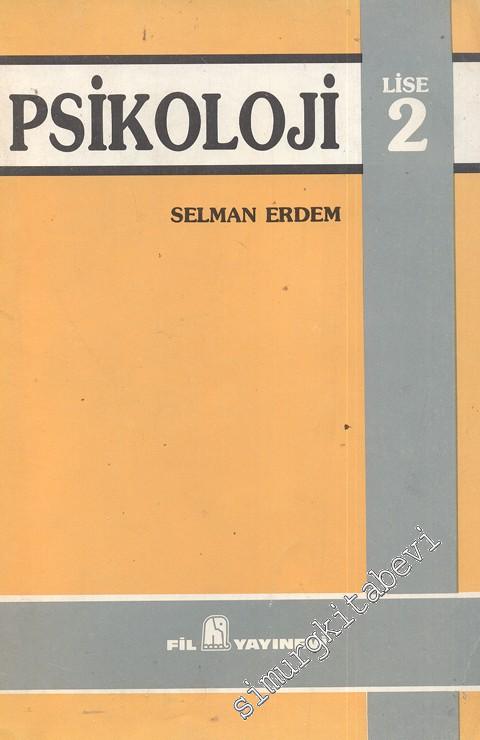 PSİKOLOJİ
LİSE
2
SELMAN ERDEM
FİL YAYINEVİ
simurgkitabevi